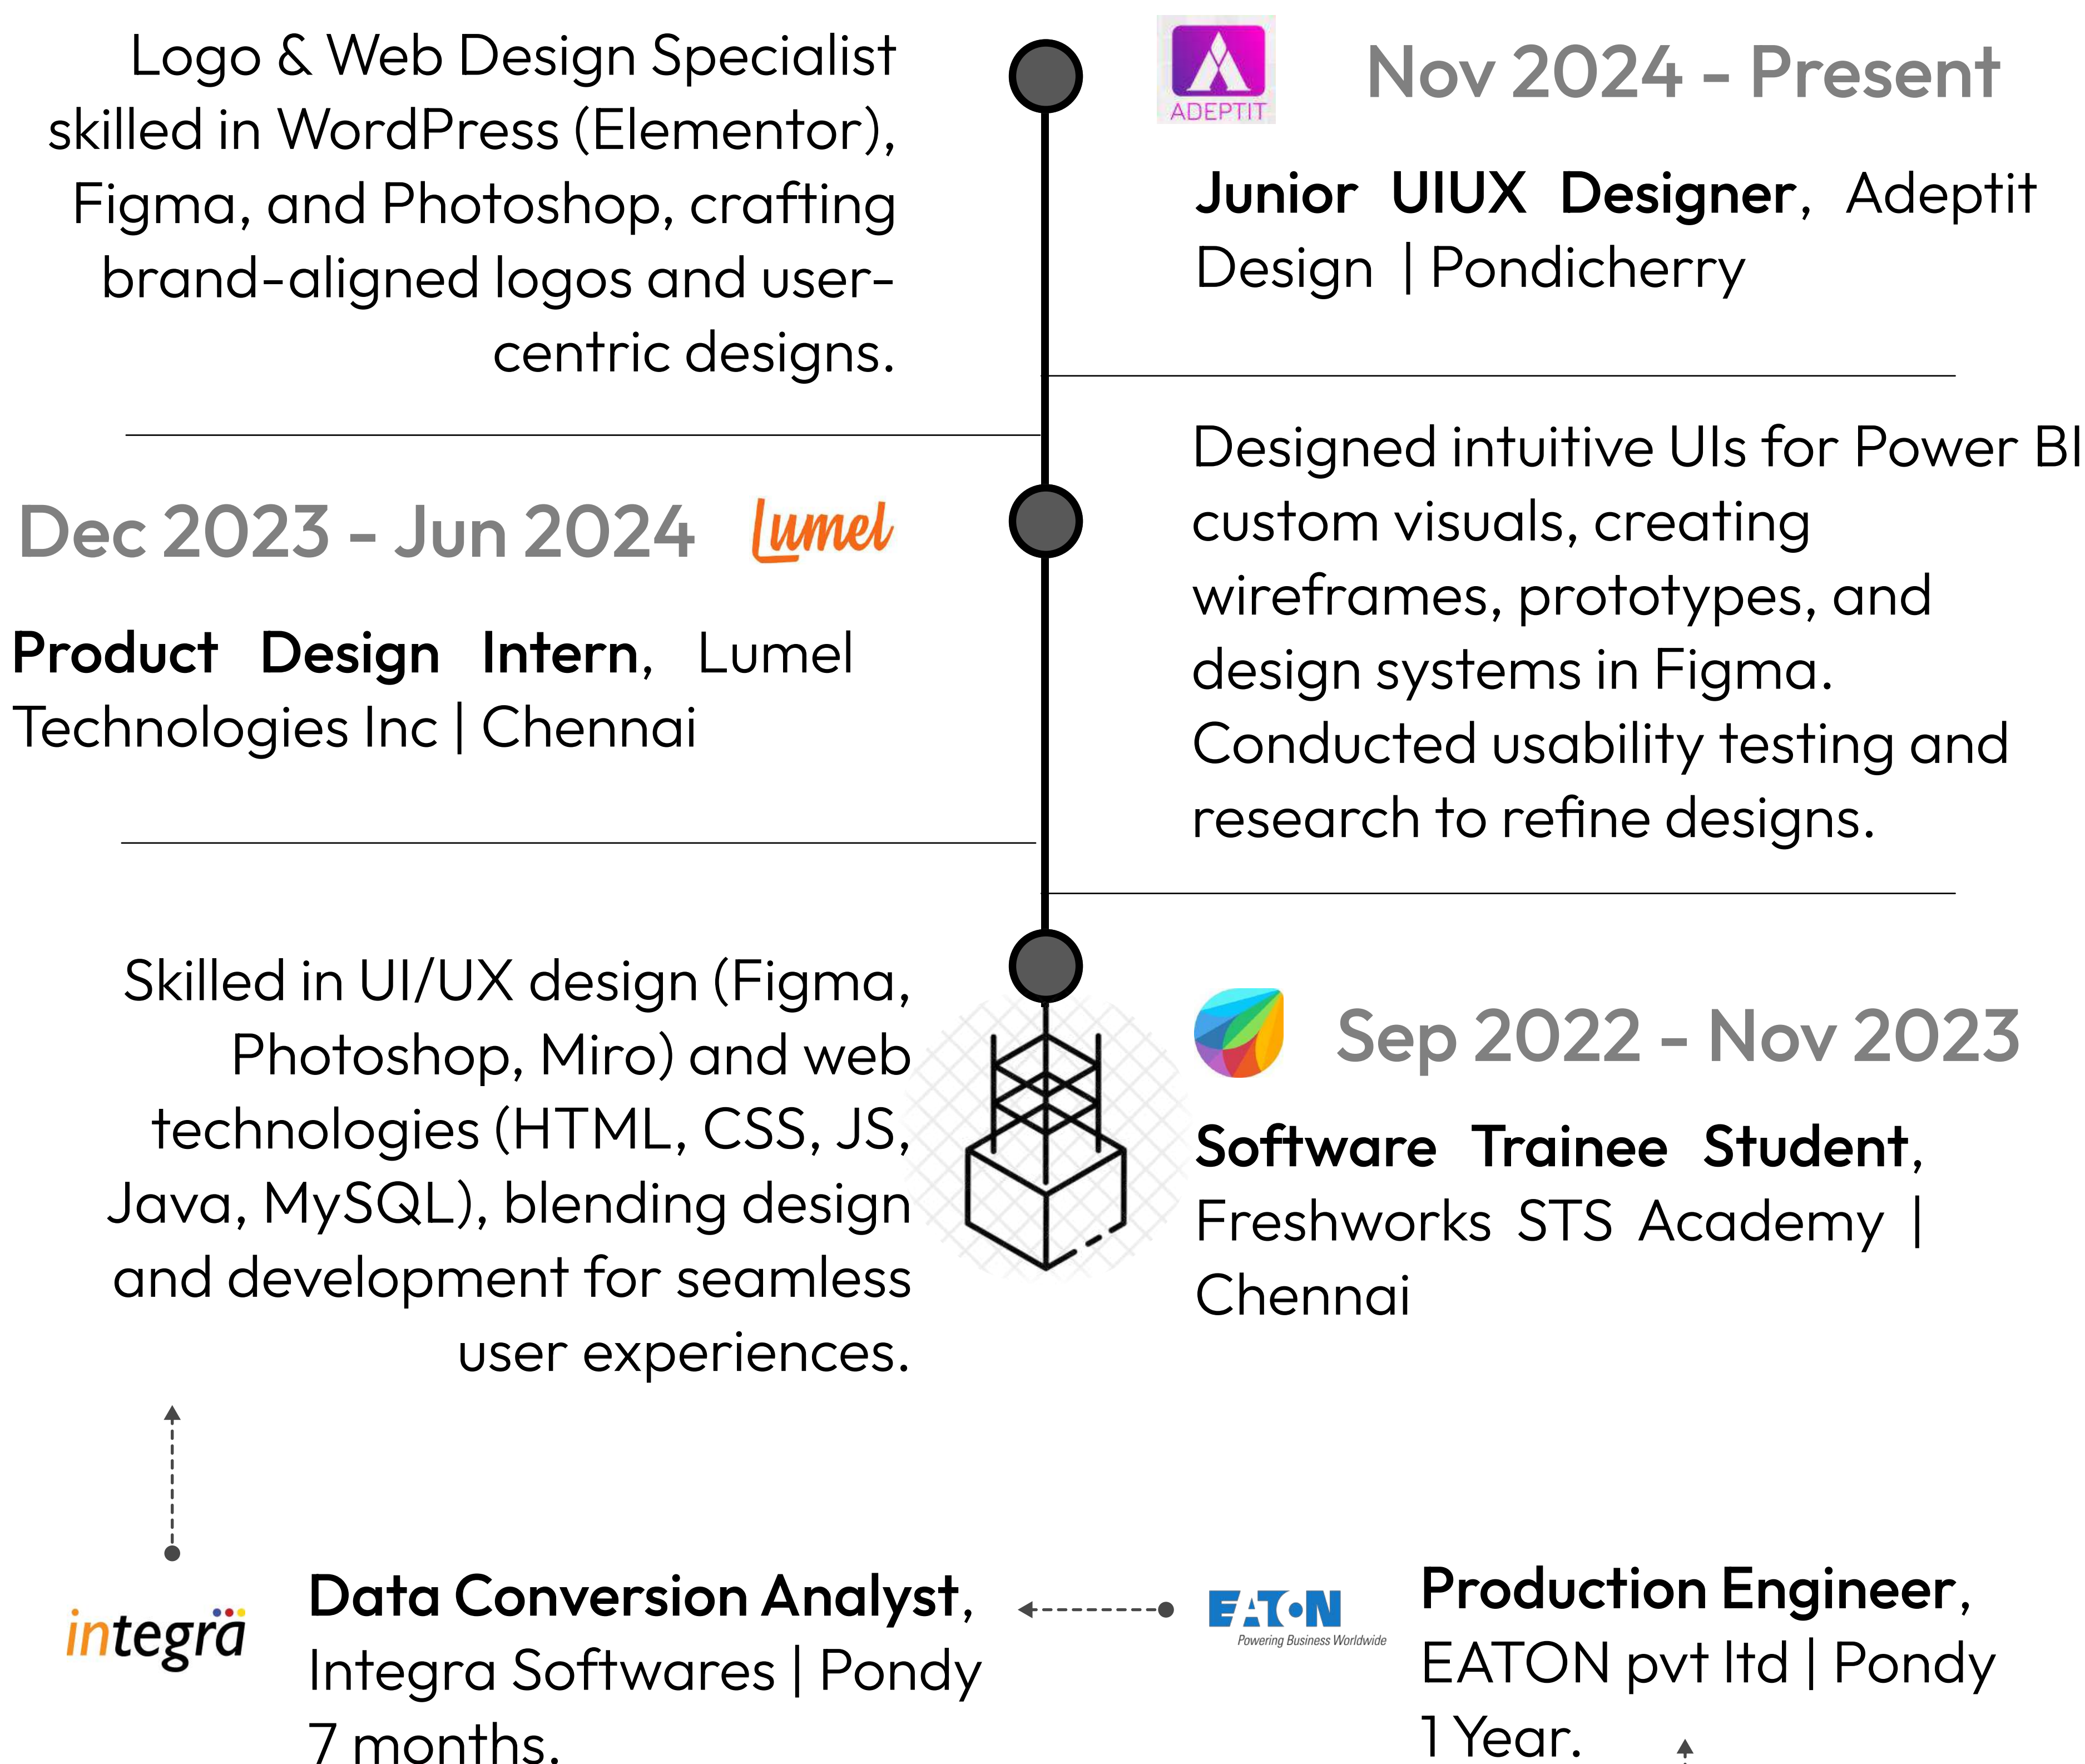 Logo & Web Design Specialist
skilled in WordPress (Elementor),
Figma, and Photoshop, crafting
brand-aligned logos and user-
centric designs.
ADEPTIT
Nov 2024 - Present
Junior UIUX Designer, Adeptit
Design | Pondicherry
Dec 2023 - Jun 2024
Lumel
Product Design Intern, Lumel
Technologies Inc | Chennai
Designed intuitive UIs for Power BI
custom visuals, creating
wireframes, prototypes, and
design systems in Figma.
Conducted usability testing and
research to refine designs.
Skilled in UI/UX design (Figma,
Photoshop, Miro) and web
technologies (HTML, CSS, JS,
Java, MySQL), blending design
and development for seamless
user experiences.
Sep 2022 - Nov 2023
Software Trainee Student,
Freshworks STS Academy |
Chennai
integra
Data Conversion Analyst,
Integra Softwares | Pondy
7 months.
EATON
Powering Business Worldwide
Production Engineer,
EATON pvt ltd | Pondy
1 Year.